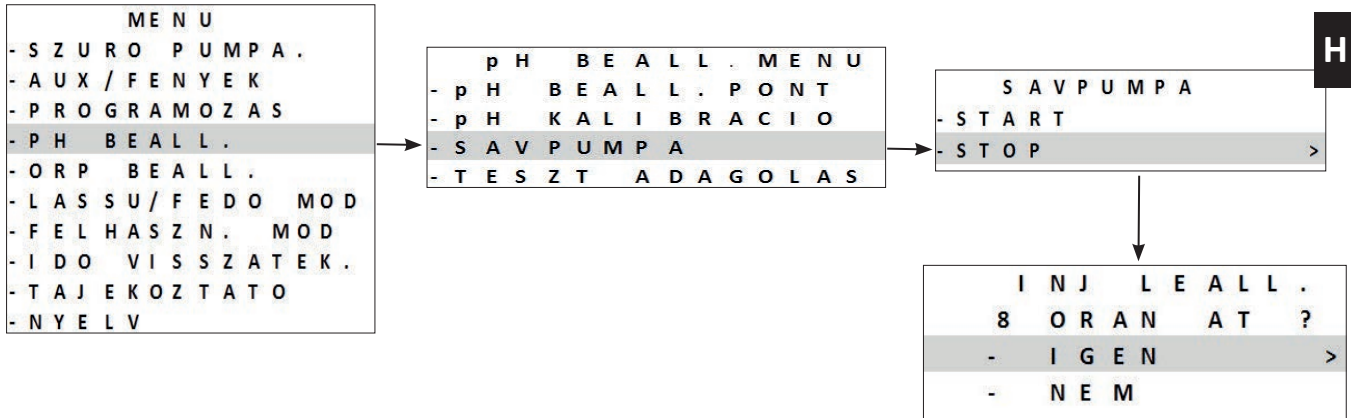 MENU
-SZURO PUMPA.
-AUX/FENYEK
-PROGRAMOZAS
-PH BEALL.
-ORP BEALL.
-LASSU/FEDO MOD
-FELHASZN. MOD
-IDO VISSZATEK.
-TAJEKOZTATO
-NYELV
pH BEALL. MENU
- pH BEALL. PONT
- pH KALIBRACIO
- SAVPUMPA
- TESZT ADAGOLAS
SAVPUMPA
-START
-STOP >
H
INJ LEALL.
8 ORAN AT ?
- IGEN >
- NEM